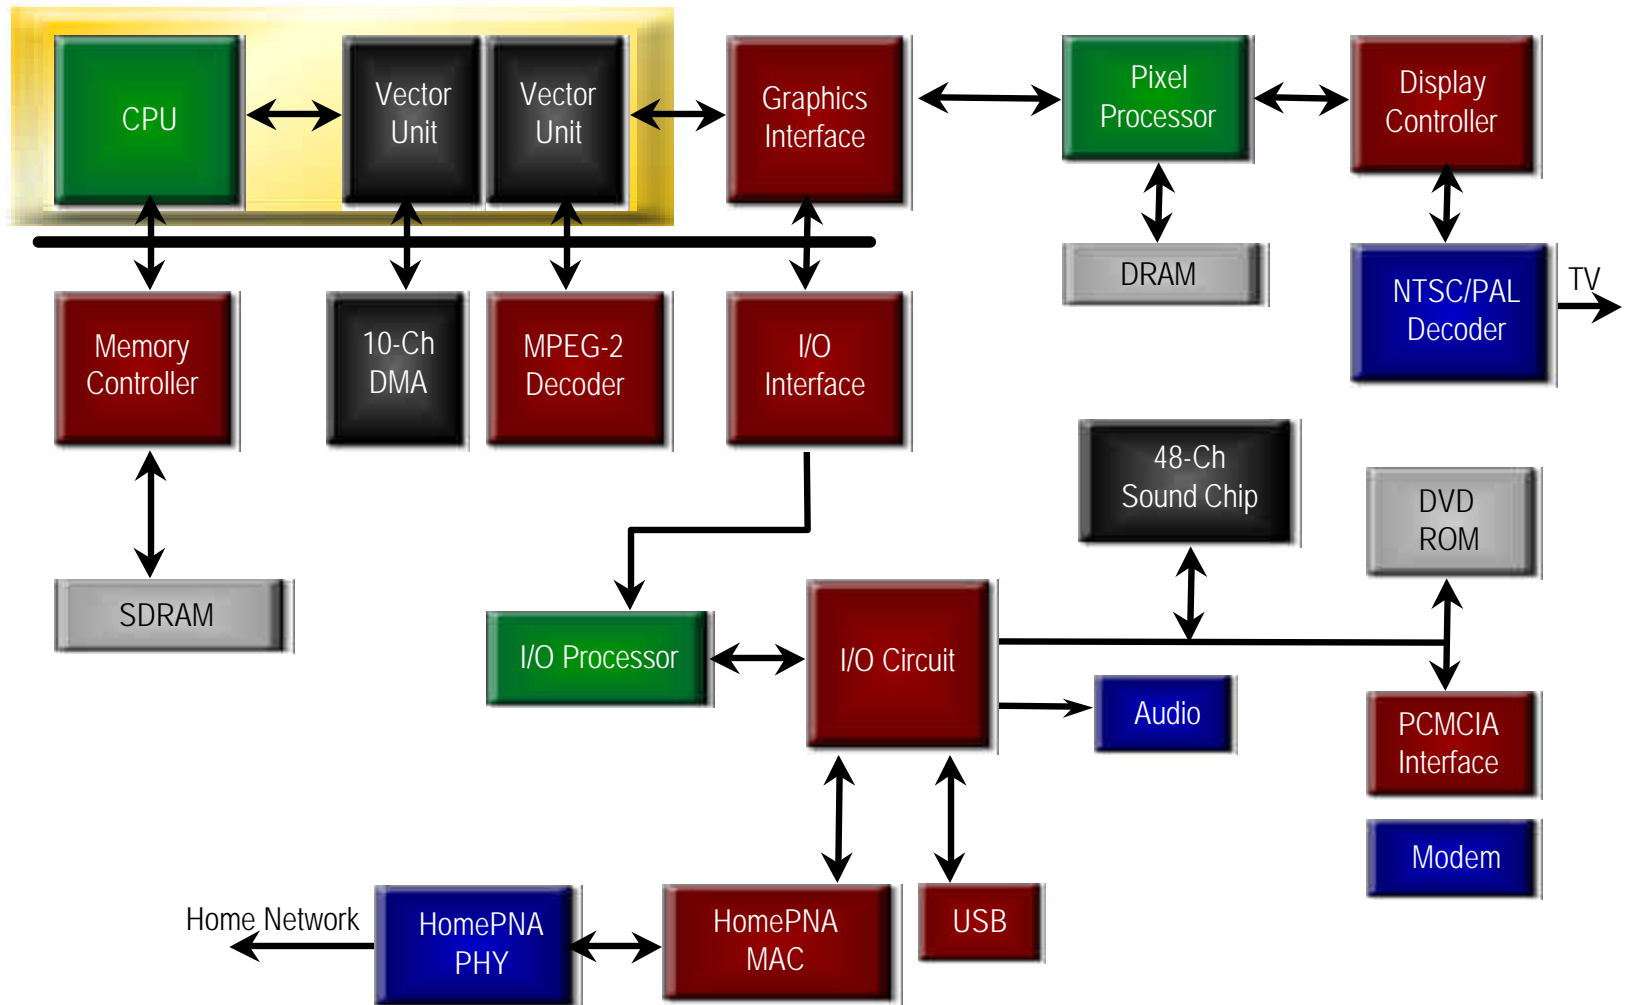 CPU
Vector
Unit
Vector
Unit
Graphics
Interface
Pixel
Processor
Display
Controller
DRAM
NTSC/PAL
Decoder
TV
Memory
Controller
10-Ch
DMA
MPEG-2
Decoder
I/O
Interface
48-Ch
Sound Chip
DVD
ROM
SDRAM
I/O Processor
I/O Circuit
Audio
PCMCIA
Interface
Modem
Home Network
HomePNA
PHY
HomePNA
MAC
USB